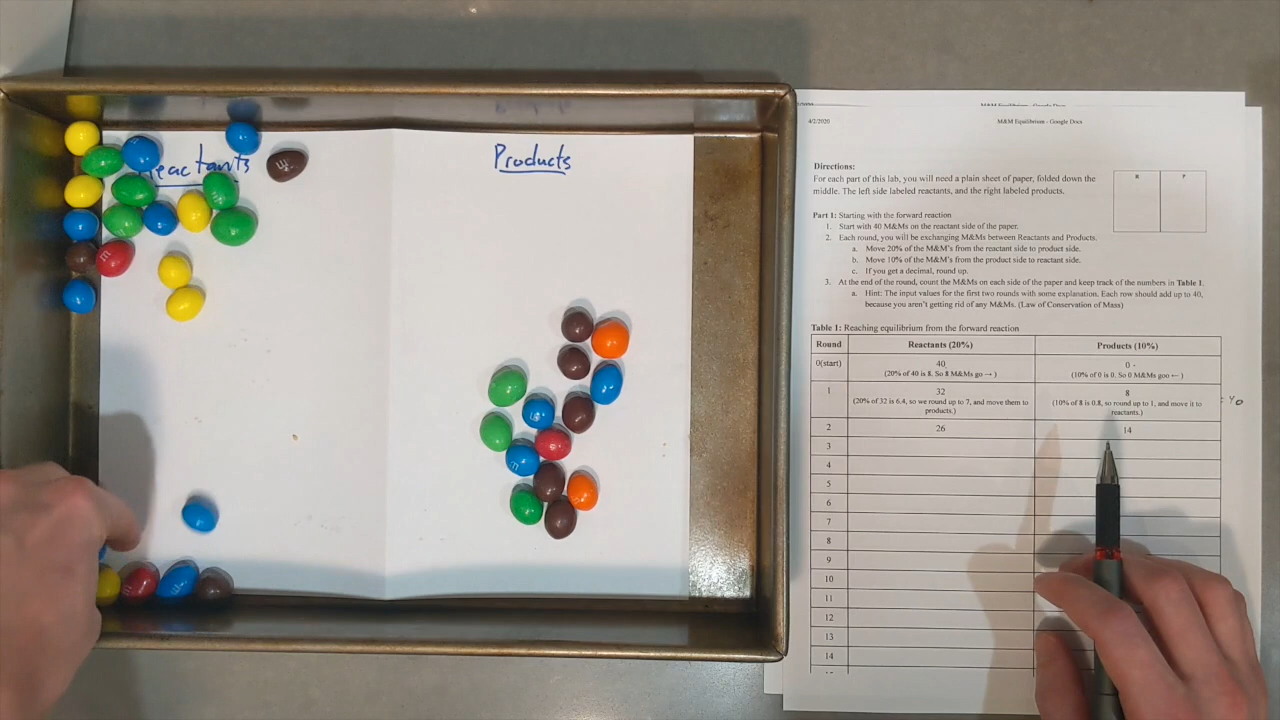 Reactants
Products
4/2/2020
M&M Equilibrium - Google Docs
Directions:
For each part of this lab, you will need a plain sheet of paper, folded down the
middle. The left side labeled reactants, and the right labeled products.
R P
Part 1: Starting with the forward reaction
1. Start with 40 M&Ms on the reactant side of the paper.
2. Each round, you will be exchanging M&Ms between Reactants and Products.
a. Move 20% of the M&M's from the reactant side to product side.
b. Move 10% of the M&M's from the product side to reactant side.
c. If you get a decimal, round up.
3. At the end of the round, count the M&Ms on each side of the paper and keep track of the numbers in Table 1.
a. Hint: The input values for the first two rounds with some explanation. Each row should add up to 40,
because you aren't getting rid of any M&Ms. (Law of Conservation of Mass)
Table 1: Reaching equilibrium from the forward reaction
Round Reactants (20%) Products (10%)
0(start) 40 0
(20% of 40 is 8. So 8 M&Ms go → ) (10% of 0 is 0. So 0 M&Ms goo ← )
1 32 8
(20% of 32 is 6.4, so we round up to 7, and move them to
products.)
(10% of 8 is 0.8, so round up to 1, and move it to
reactants.)
2 26 14
3
4
5
6
7
8
9
10
11
12
13
14